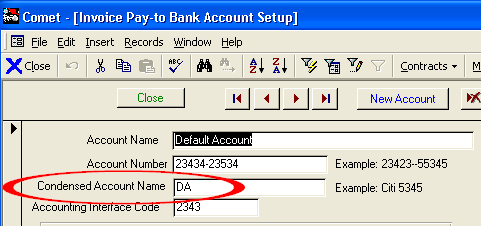 Comet - [Invoice Pay-to Bank Account Setup]
File Edit Insert Records Window Help
Close Contracts M
Close New Account
Account Name Default Account
Account Number 23434-23534 Example: 23423--55345
Condensed Account Name DA Example: Citi 5345
Accounting Interface Code 2343